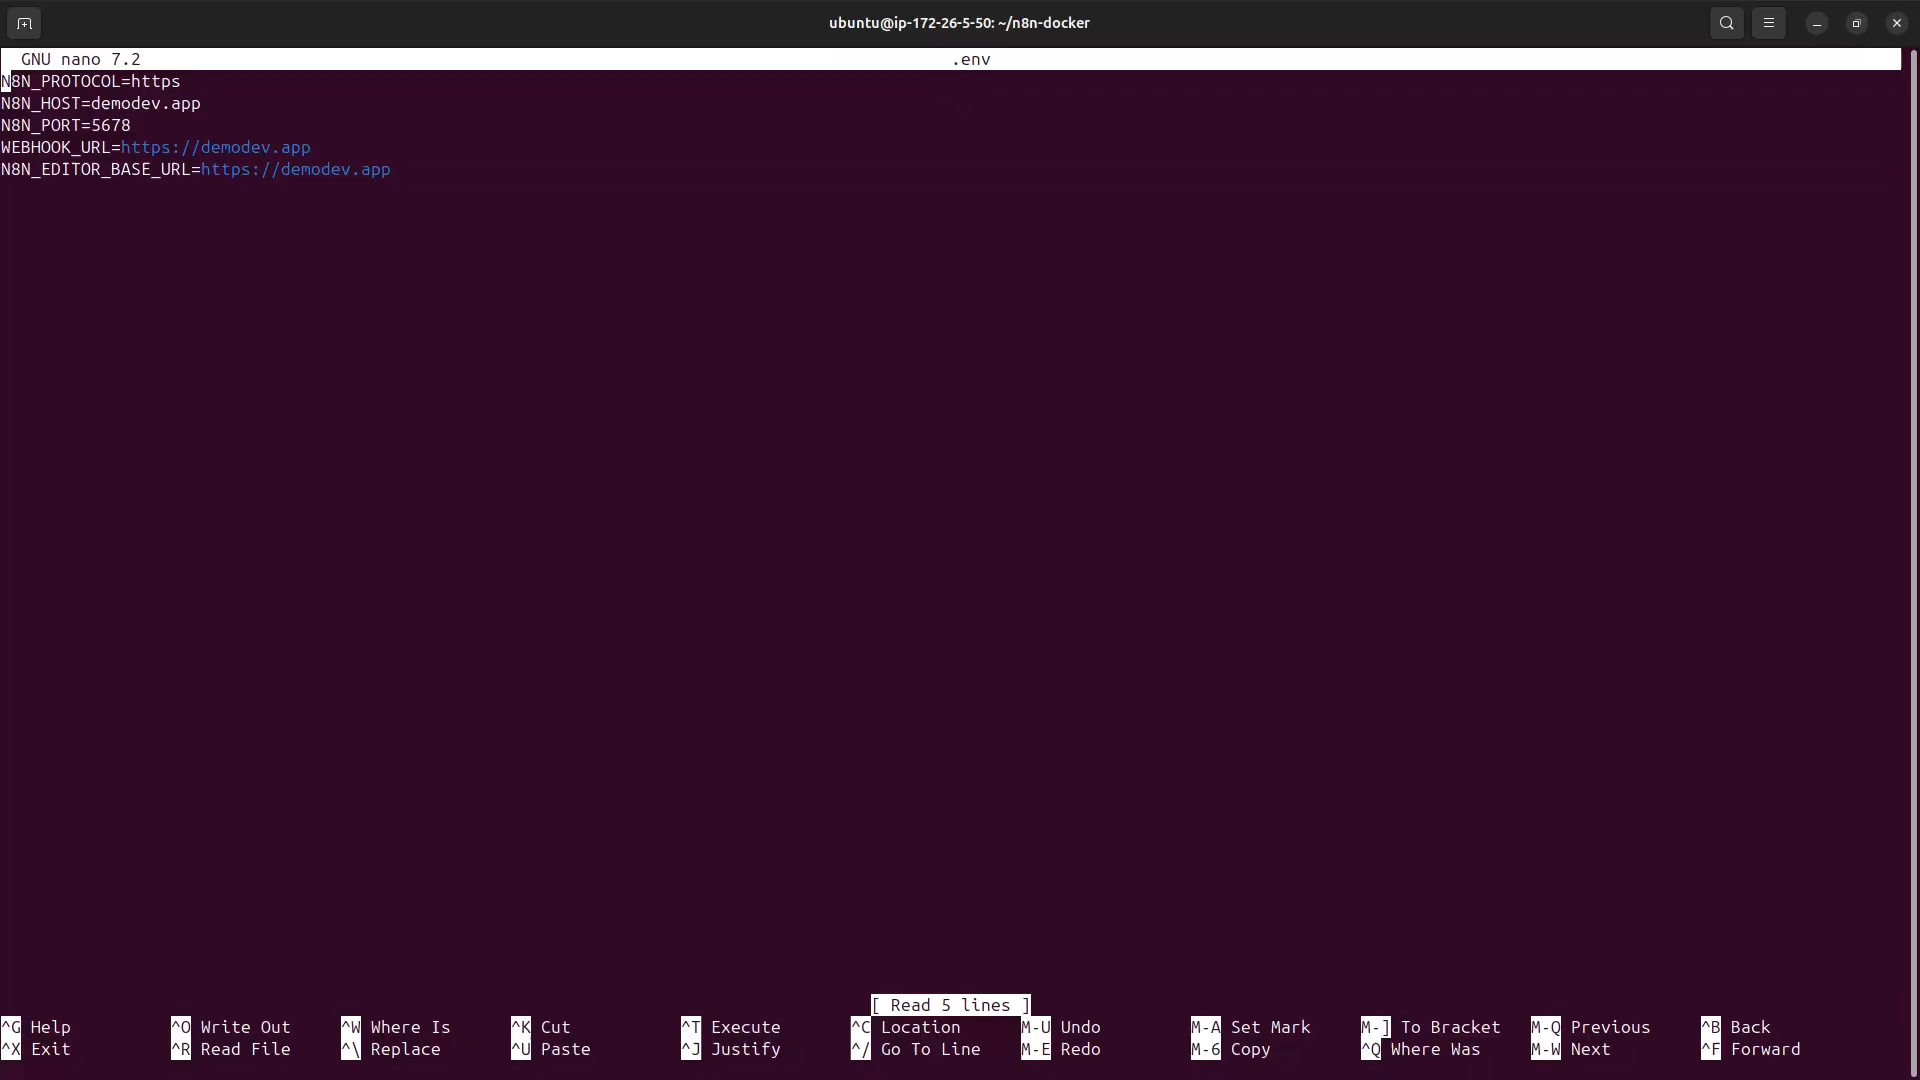 ubuntu@ip-172-26-5-50: ~/n8n-docker
GNU nano 7.2 .env
N8N_PROTOCOL=https
N8N_HOST=demodev.app
N8N_PORT=5678
WEBHOOK_URL=https://demodev.app
N8N_EDITOR_BASE_URL=https://demodev.app
[ Read 5 lines ]
^G Help ^O Write Out ^W Where Is ^K Cut ^T Execute ^C Location M-U Undo M-A Set Mark M-] To Bracket M-Q Previous ^B Back
^X Exit ^R Read File ^\ Replace ^U Paste ^J Justify ^/ Go To Line M-E Redo M-6 Copy ^Q Where Was M-W Next ^F Forward